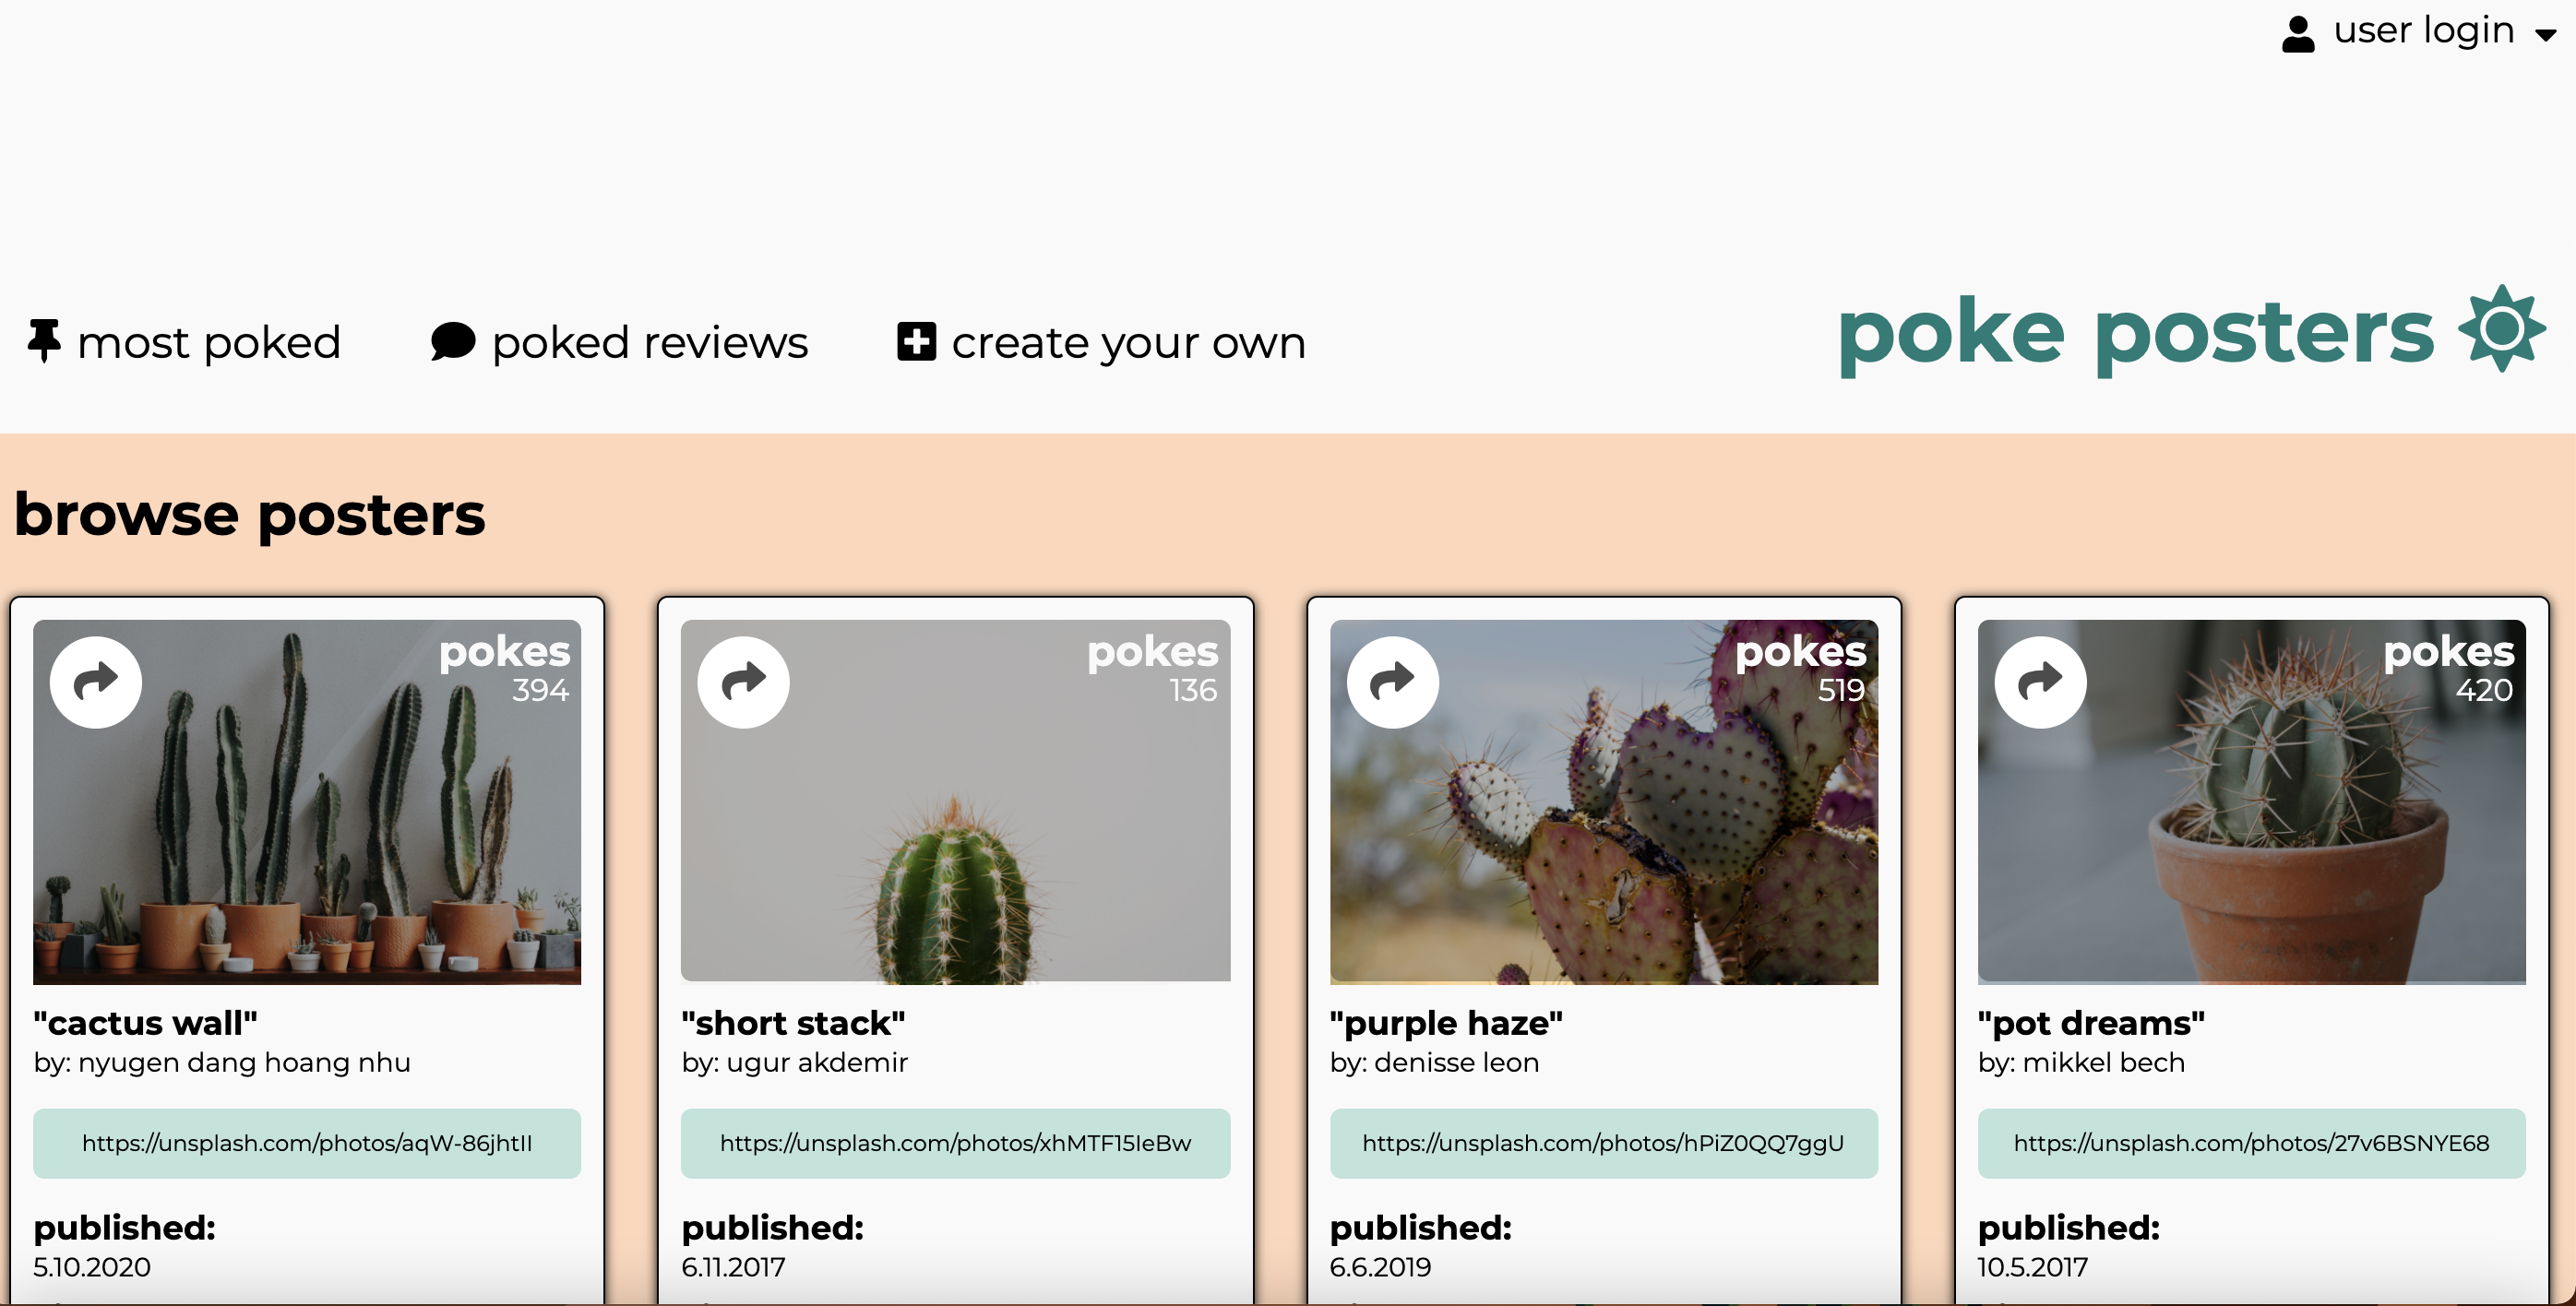 user login
most poked
poked reviews
create your own
poke posters
browse posters
pokes
394
"cactus wall"
by: nyugen dang hoang nhu
https://unsplash.com/photos/aqW-86jhtII
published:
5.10.2020
pokes
136
"short stack"
by: ugur akdemir
https://unsplash.com/photos/xhMTF15IeBw
published:
6.11.2017
pokes
519
"purple haze"
by: denisse leon
https://unsplash.com/photos/hPiZ0QQ7ggU
published:
6.6.2019
pokes
420
"pot dreams"
by: mikkel bech
https://unsplash.com/photos/27v6BSNYE68
published:
10.5.2017